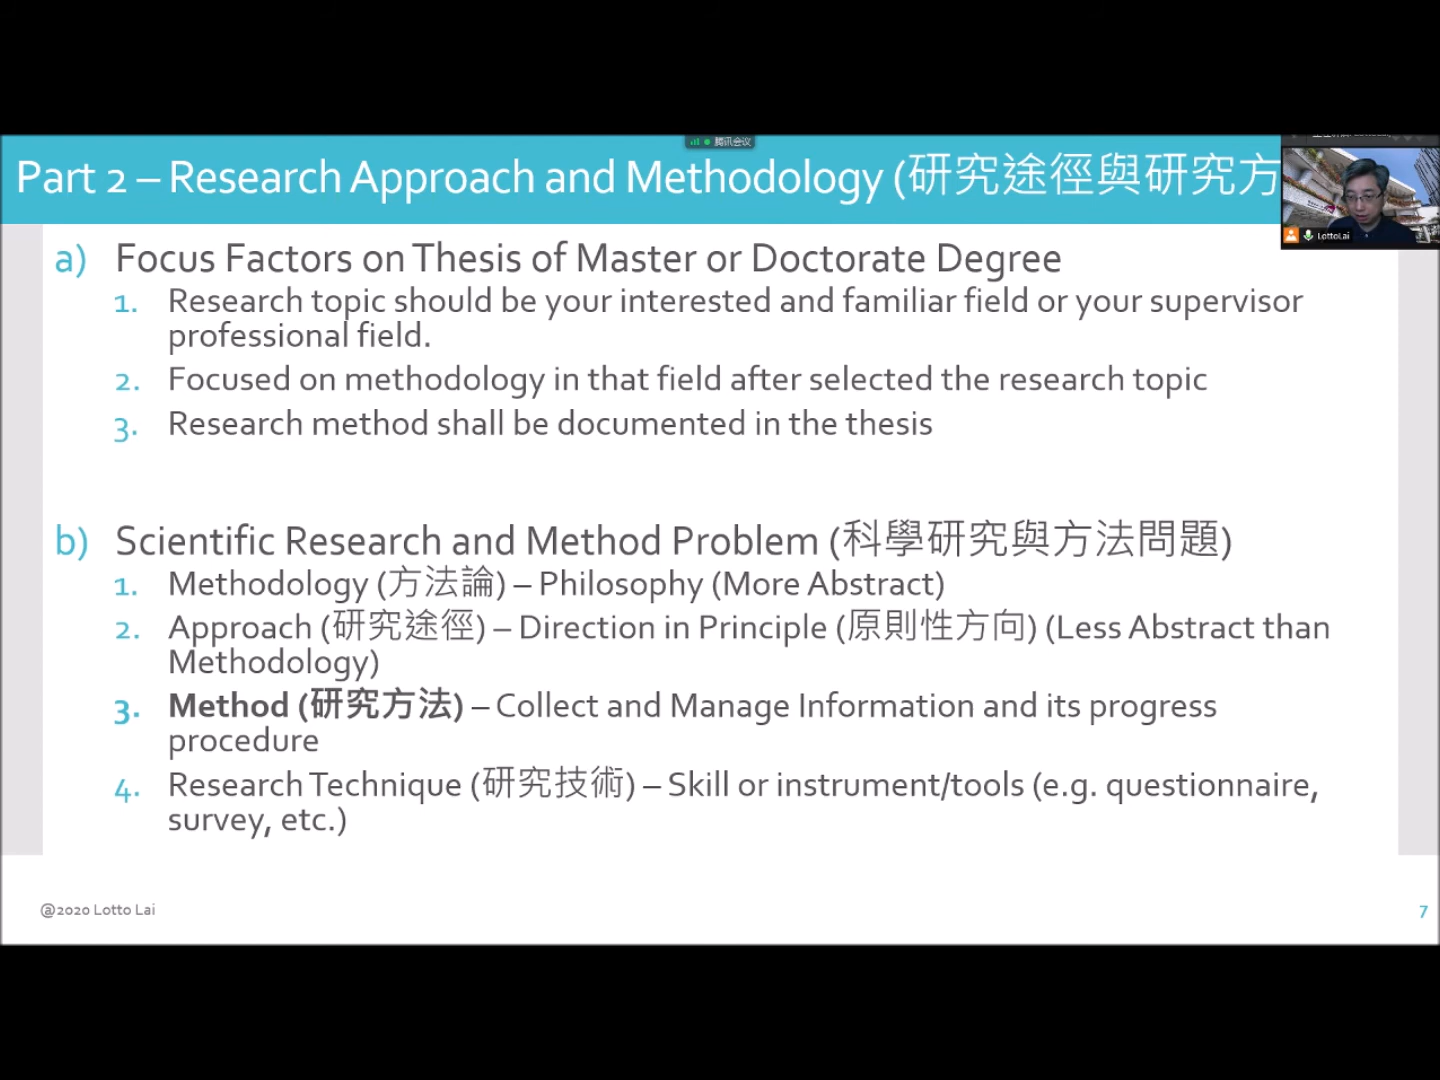 腾讯会议
Part 2 – Research Approach and Methodology (研究途徑與研究方
LottoLai
a) Focus Factors on Thesis of Master or Doctorate Degree
1. Research topic should be your interested and familiar field or your supervisor
professional field.
2. Focused on methodology in that field after selected the research topic
3. Research method shall be documented in the thesis
b) Scientific Research and Method Problem (科學研究與方法問題)
1. Methodology (方法論) – Philosophy (More Abstract)
2. Approach (研究途徑) – Direction in Principle (原則性方向) (Less Abstract than
Methodology)
3. Method (研究方法) – Collect and Manage Information and its progress
procedure
4. Research Technique (研究技術) – Skill or instrument/tools (e.g. questionnaire,
survey, etc.)
@2020 Lotto Lai
7